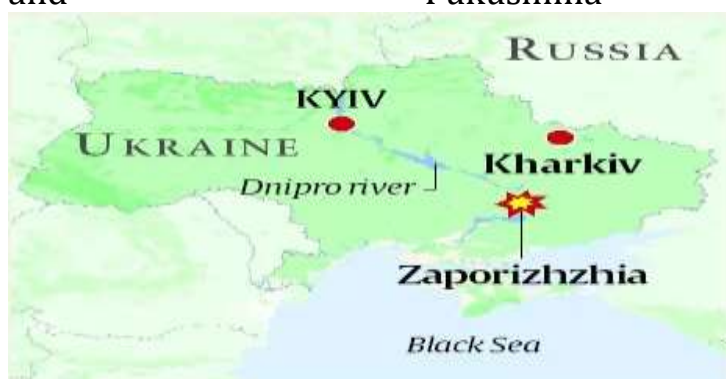 RUSSIA
KYIV
UKRAINE
Kharkiv
Dnipro river
Zaporizhzhia
Black Sea